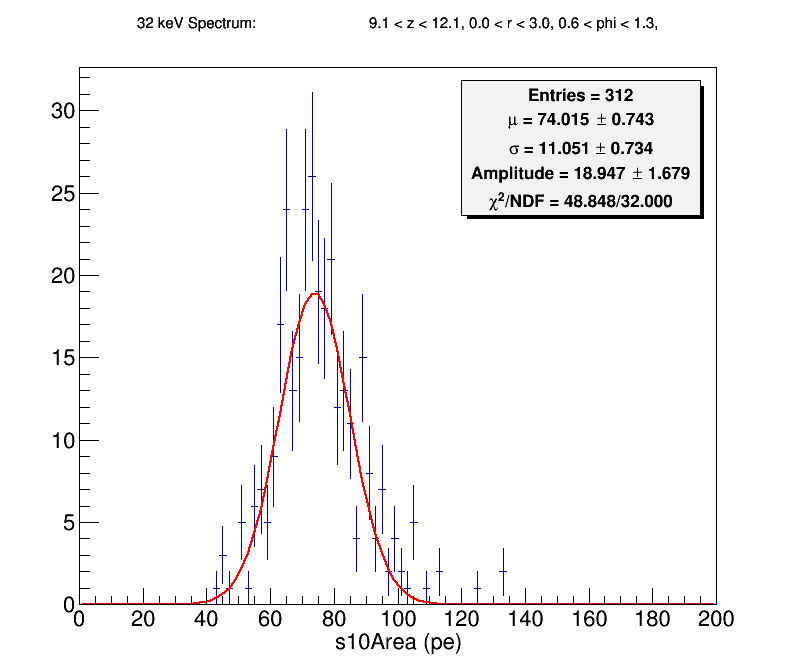 32 keV Spectrum: 9.1 < z < 12.1, 0.0 < r < 3.0, 0.6 < phi < 1.3,
Entries = 312
μ = 74.015 ± 0.743
σ = 11.051 ± 0.734
Amplitude = 18.947 ± 1.679
χ²/NDF = 48.848/32.000
30
25
20
15
10
5
0
0 20 40 60 80 100 120 140 160 180 200
s10Area (pe)